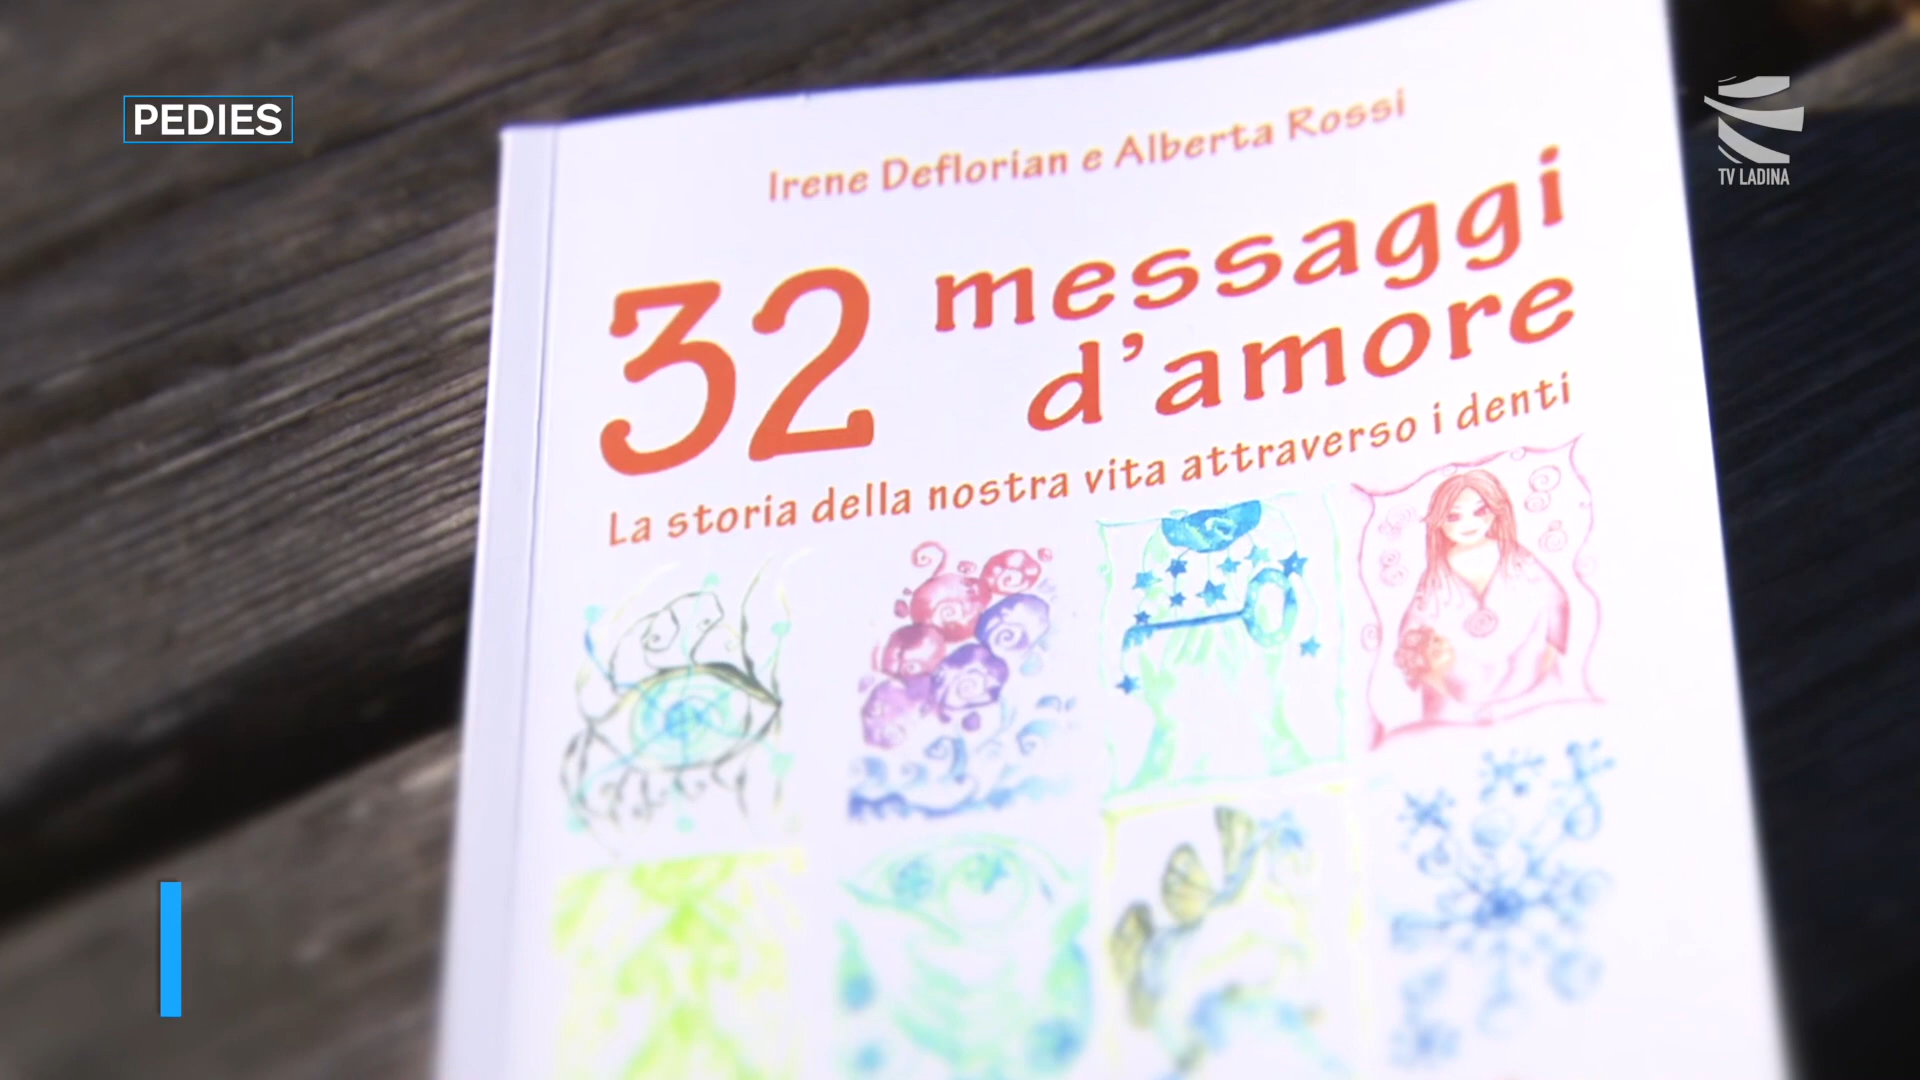 PEDIES
TV LADINA
Irene Deflorian e Alberta Rossi
32 messaggi
d'amore
La storia della nostra vita attraverso i denti